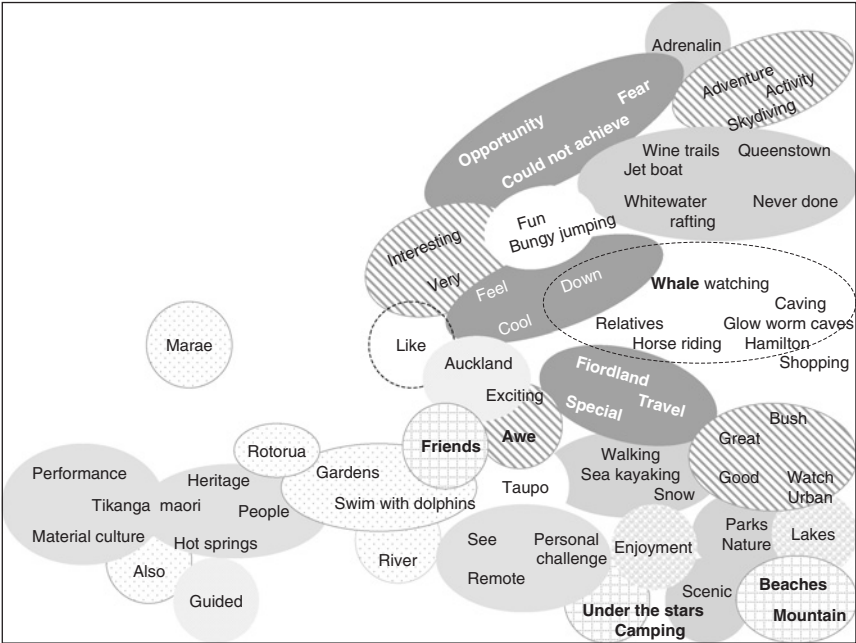 Adrenalin
Adventure
Activity
Skydiving
Fear
Opportunity
Could not achieve
Wine trails
Queenstown
Jet boat
Whitewater
rafting
Never done
Fun
Bungy jumping
Interesting
Very
Feel
Down
Cool
Whale watching
Caving
Relatives
Glow worm caves
Horse riding
Hamilton
Shopping
Marae
Like
Auckland
Exciting
Fiordland
Special
Travel
Friends
Awe
Bush
Great
Good
Watch
Urban
Walking
Sea kayaking
Snow
Rotorua
Gardens
Swim with dolphins
Taupo
Performance
Heritage
Tikanga maori
People
Material culture
Hot springs
Also
Guided
River
See
Personal
challenge
Remote
Enjoyment
Parks
Nature
Lakes
Scenic
Beaches
Mountain
Under the stars
Camping